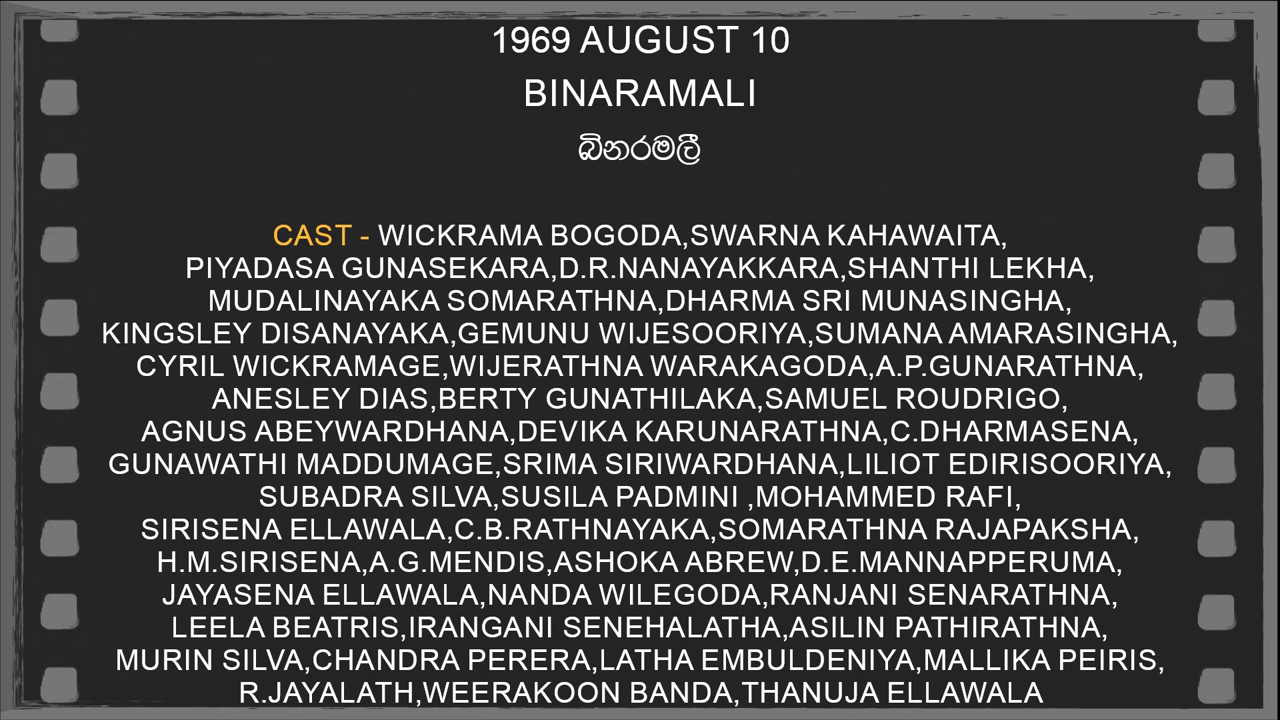 1969 AUGUST 10
BINARAMALI
බිනරමලී
CAST - WICKRAMA BOGODA,SWARNA KAHAWAITA,
PIYADASA GUNASEKARA,D.R.NANAYAKKARA,SHANTHI LEKHA,
MUDALINAYAKA SOMARATHNA,DHARMA SRI MUNASINGHA,
KINGSLEY DISANAYAKA,GEMUNU WIJESOORIYA,SUMANA AMARASINGHA,
CYRIL WICKRAMAGE,WIJERATHNA WARAKAGODA,A.P.GUNARATHNA,
ANESLEY DIAS,BERTY GUNATHILAKA,SAMUEL ROUDRIGO,
AGNUS ABEYWARDHANA,DEVIKA KARUNARATHNA,C.DHARMASENA,
GUNAWATHI MADDUMAGE,SRIMA SIRIWARDHANA,LILIOT EDIRISOORIYA,
SUBADRA SILVA,SUSILA PADMINI ,MOHAMMED RAFI,
SIRISENA ELLAWALA,C.B.RATHNAYAKA,SOMARATHNA RAJAPAKSHA,
H.M.SIRISENA,A.G.MENDIS,ASHOKA ABREW,D.E.MANNAPPERUMA,
JAYASENA ELLAWALA,NANDA WILEGODA,RANJANI SENARATHNA,
LEELA BEATRIS,IRANGANI SENEHALATHA,ASILIN PATHIRATHNA,
MURIN SILVA,CHANDRA PERERA,LATHA EMBULDENIYA,MALLIKA PEIRIS,
R.JAYALATH,WEERAKOON BANDA,THANUJA ELLAWALA